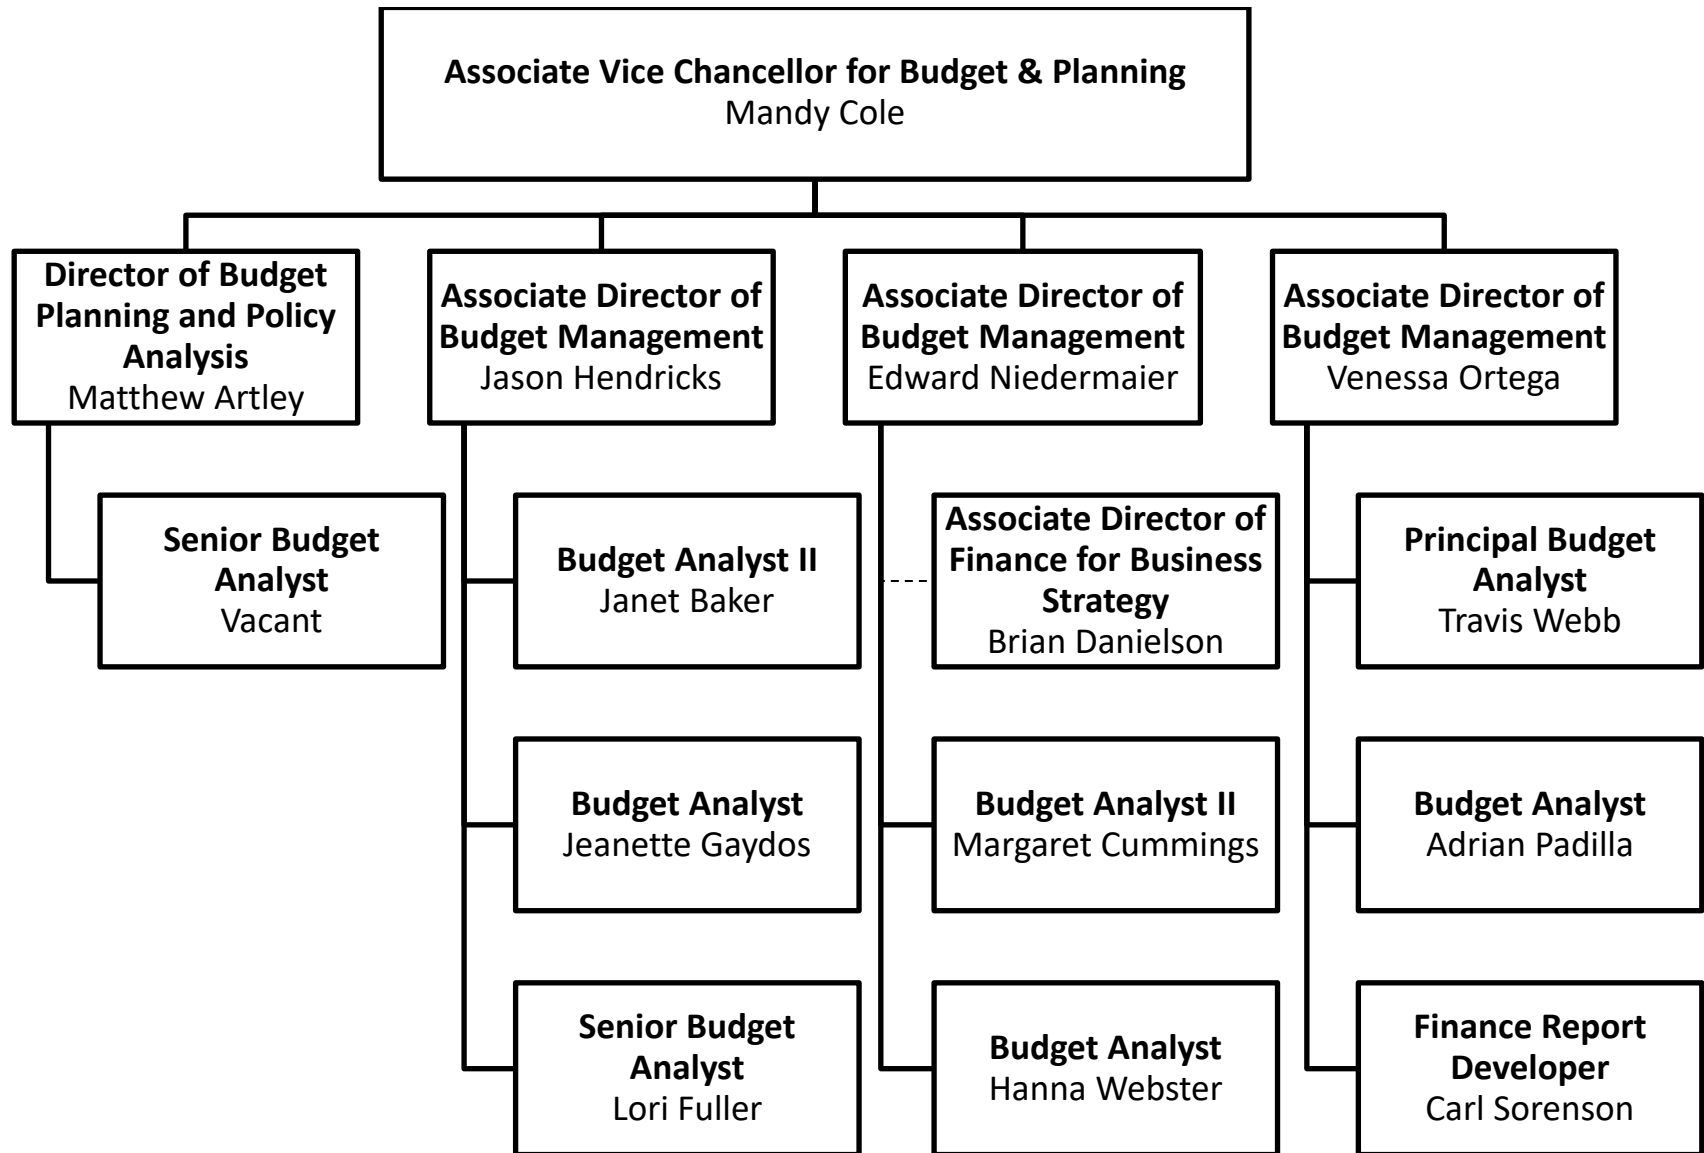 Associate Vice Chancellor for Budget & Planning
Mandy Cole
Director of Budget
Planning and Policy
Analysis
Matthew Artley
Associate Director of
Budget Management
Jason Hendricks
Associate Director of
Budget Management
Edward Niedermaier
Associate Director of
Budget Management
Venessa Ortega
Senior Budget
Analyst
Vacant
Budget Analyst II
Janet Baker
Associate Director of
Finance for Business
Strategy
Brian Danielson
Principal Budget
Analyst
Travis Webb
Budget Analyst
Jeanette Gaydos
Budget Analyst II
Margaret Cummings
Budget Analyst
Adrian Padilla
Senior Budget
Analyst
Lori Fuller
Budget Analyst
Hanna Webster
Finance Report
Developer
Carl Sorenson